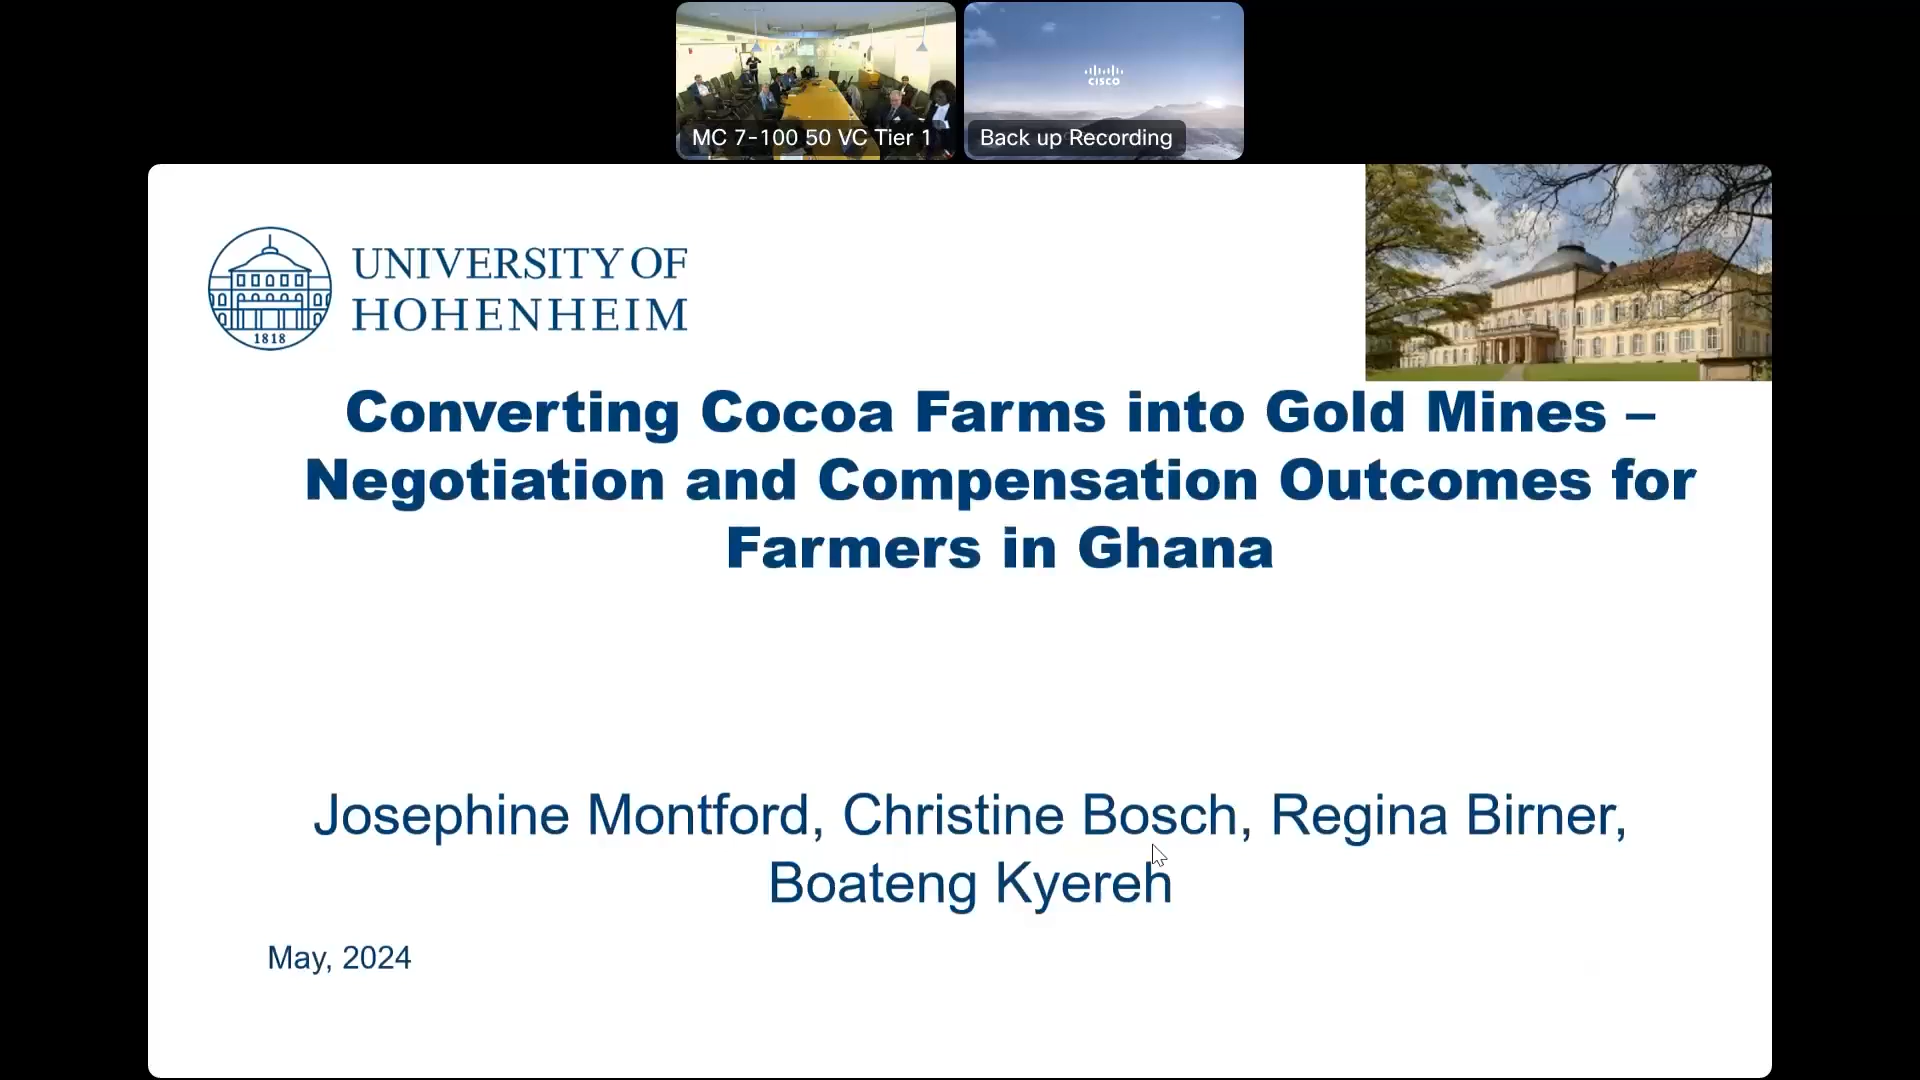 CISCO
MC 7-100 50 VC Tier 1
Back up Recording
UNIVERSITY OF
HOHENHEIM
1818
Converting Cocoa Farms into Gold Mines –
Negotiation and Compensation Outcomes for
Farmers in Ghana
Josephine Montford, Christine Bosch, Regina Birner,
Boateng Kyereh
May, 2024